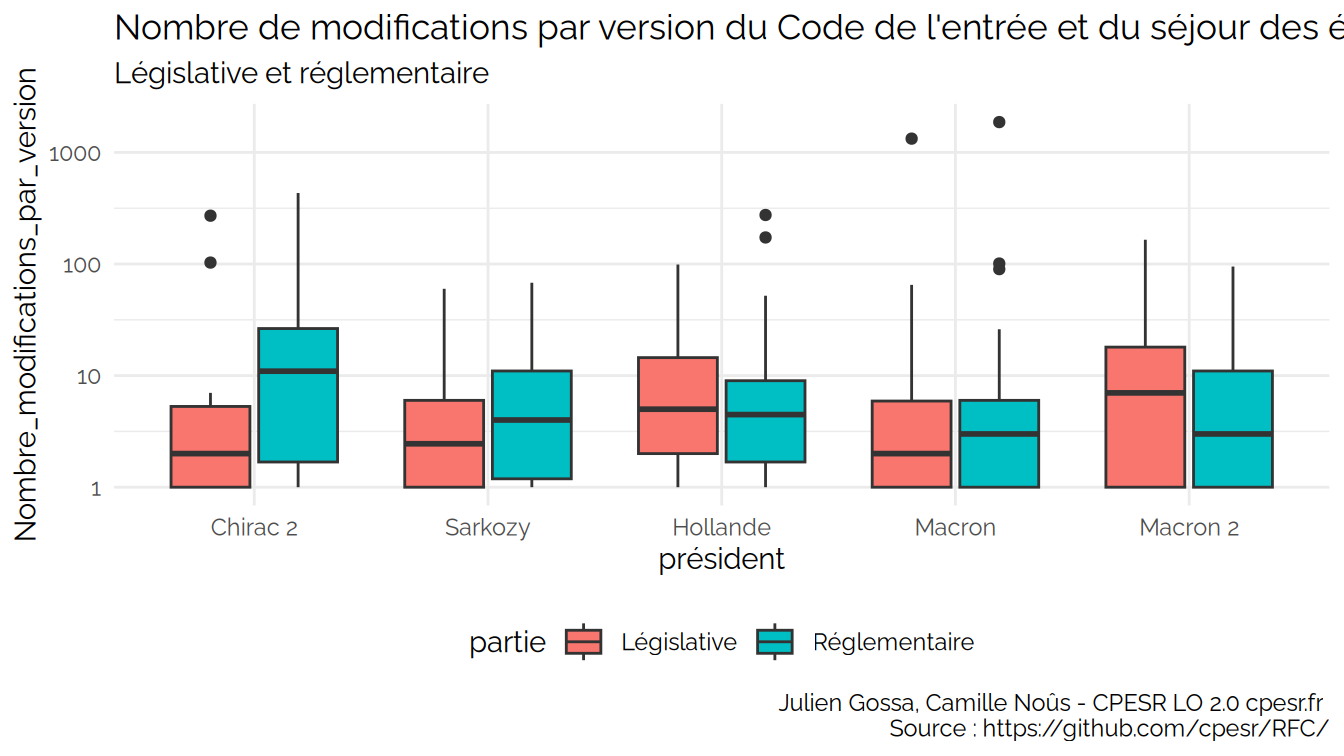 Nombre de modifications par version du Code de l'entrée et du séjour des é
Législative et réglementaire
Nombre_modifications_par_version
1000
100
10
1
Chirac 2 Sarkozy Hollande Macron Macron 2
président
partie Législative Réglementaire
Julien Gossa, Camille Noûs - CPESR LO 2.0 cpesr.fr
Source : https://github.com/cpesr/RFC/